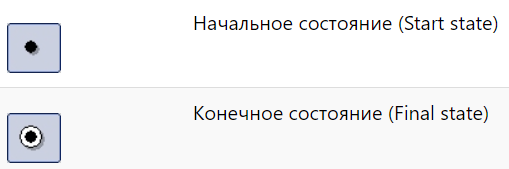 Начальное состояние (Start state)
Конечное состояние (Final state)